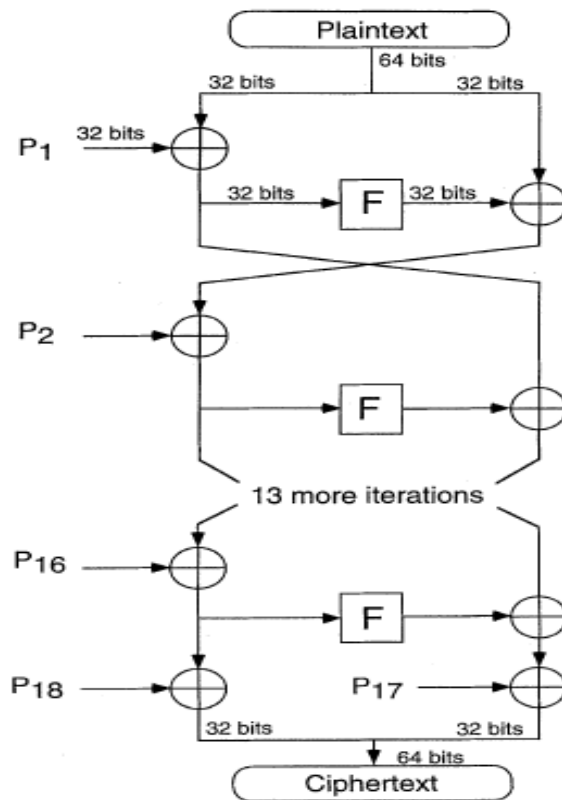 Plaintext
64 bits
32 bits 32 bits
P1 32 bits
32 bits F 32 bits
P2
F
13 more iterations
P16
F
P18 P17
32 bits 32 bits
64 bits
Ciphertext